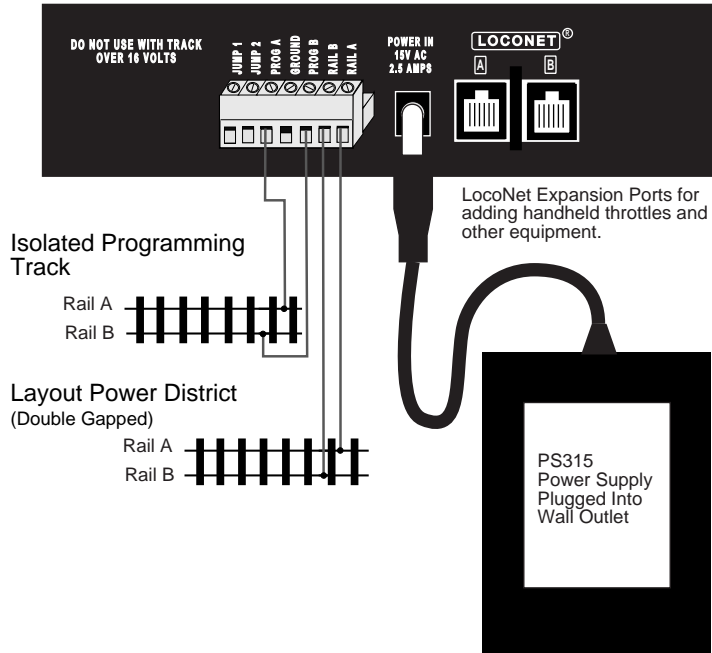 DO NOT USE WITH TRACK
OVER 16 VOLTS
JUMP 1
JUMP 2
PROG A
GROUND
PROG B
RAIL B
RAIL A
POWER IN
15V AC
2.5 AMPS
LOCONET®
A
B
LocoNet Expansion Ports for
adding handheld throttles and
other equipment.
Isolated Programming
Track
Rail A
Rail B
Layout Power District
(Double Gapped)
Rail A
Rail B
PS315
Power Supply
Plugged Into
Wall Outlet